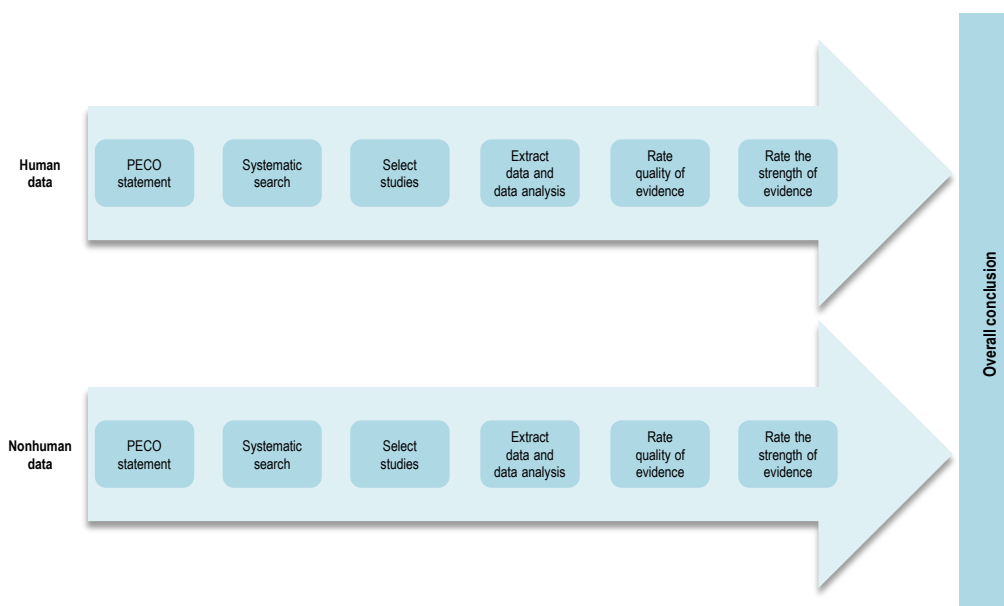 Human
data
PECO
statement
Systematic
search
Select
studies
Extract
data and
data analysis
Rate
quality of
evidence
Rate the
strength of
evidence
Nonhuman
data
PECO
statement
Systematic
search
Select
studies
Extract
data and
data analysis
Rate
quality of
evidence
Rate the
strength of
evidence
Overall conclusion